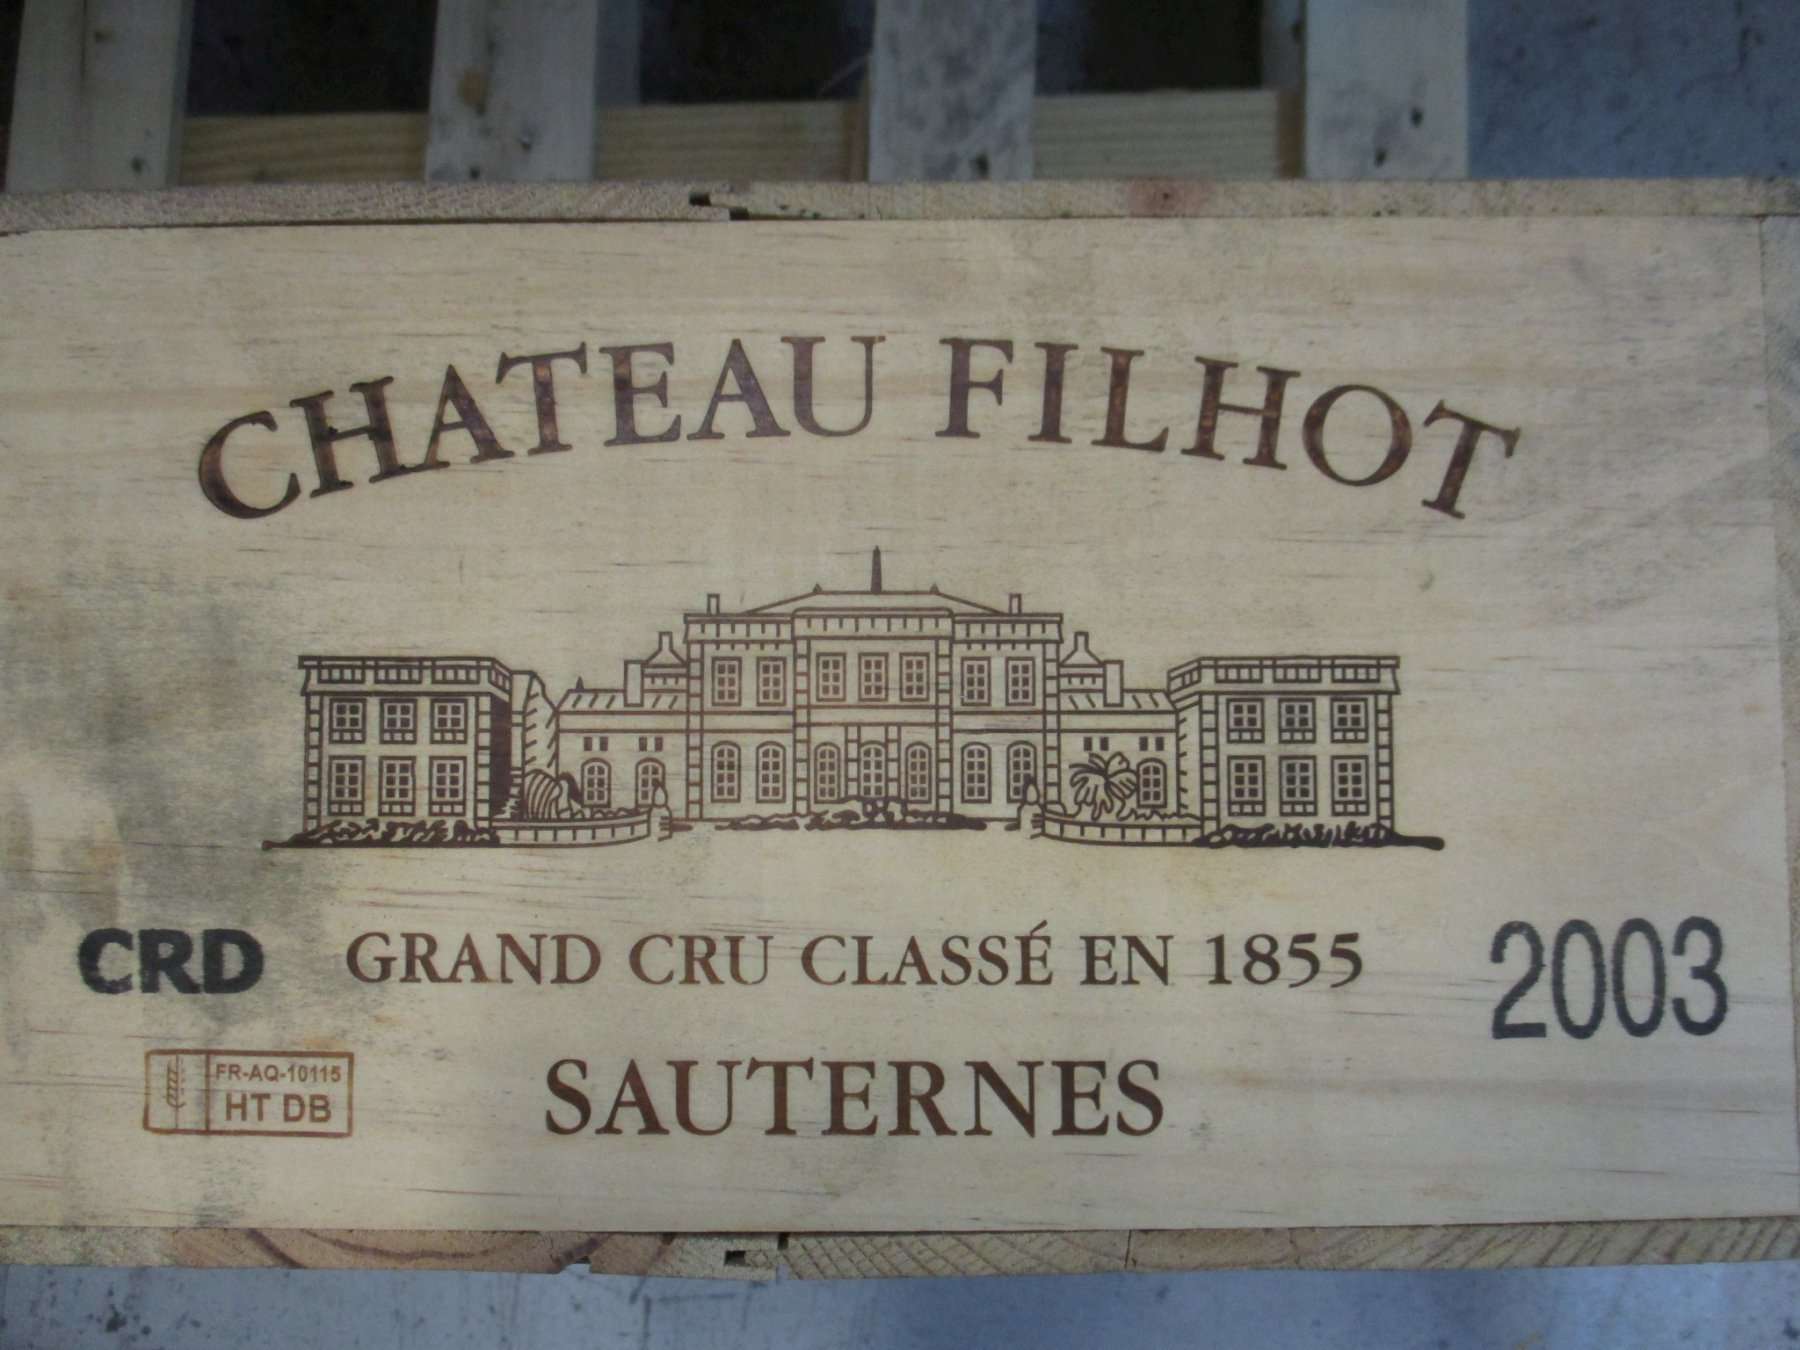 CHATEAU FILHOT
CRD
GRAND CRU CLASSÉ EN 1855
2003
FR-AQ-10115
HT DB
SAUTERNES